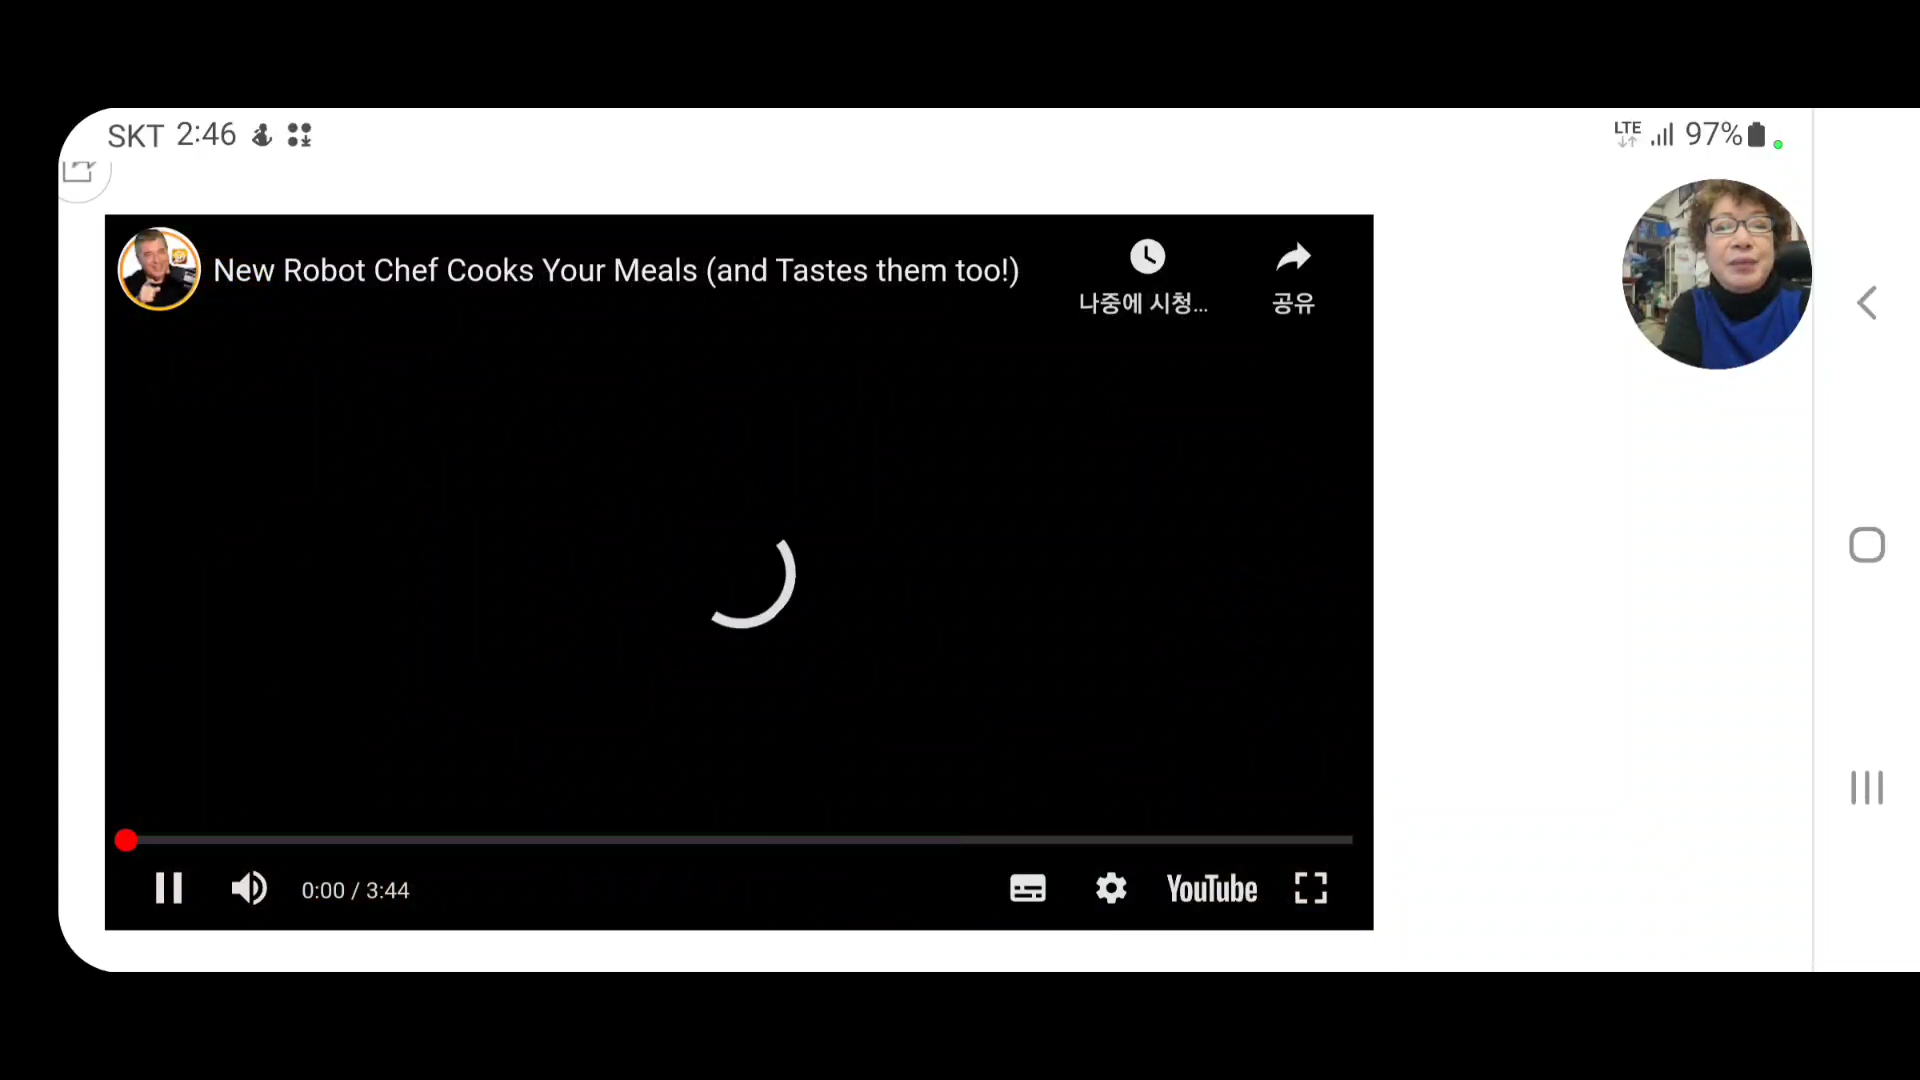 SKT 2:46
LTE 97%
New Robot Chef Cooks Your Meals (and Tastes them too!)
나중에 시청...
공유
0:00 / 3:44
YouTube